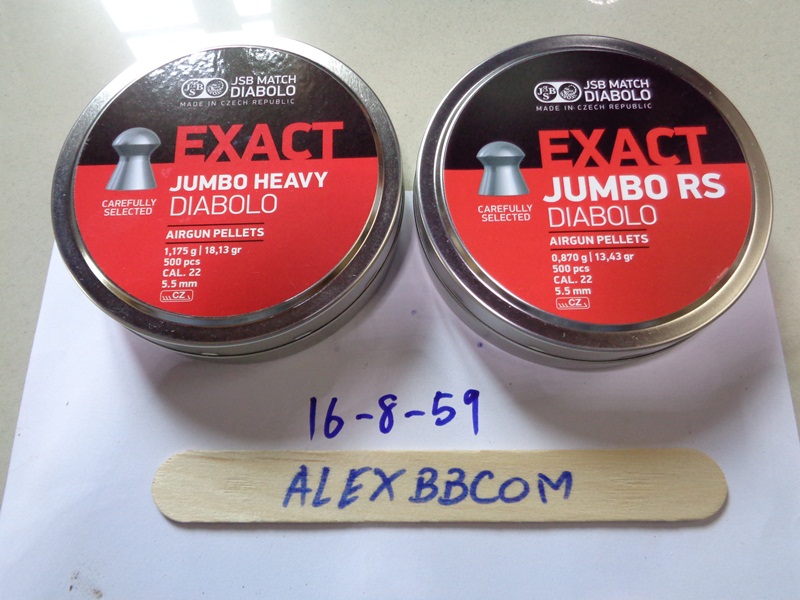 JSB MATCH
DIABOLO
MADE IN CZECH REPUBLIC
EXACT
JUMBO HEAVY
DIABOLO
CAREFULLY
SELECTED
AIRGUN PELLETS
1,175 g | 18,13 gr
500 pcs
CAL. 22
5.5 mm
CZ
JSB MATCH
DIABOLO
MADE IN CZECH REPUBLIC
EXACT
JUMBO RS
DIABOLO
CAREFULLY
SELECTED
AIRGUN PELLETS
0,870 g | 13,43 gr
500 pcs
CAL. 22
5.5 mm
CZ
16-8-59
ALEXBBCOM